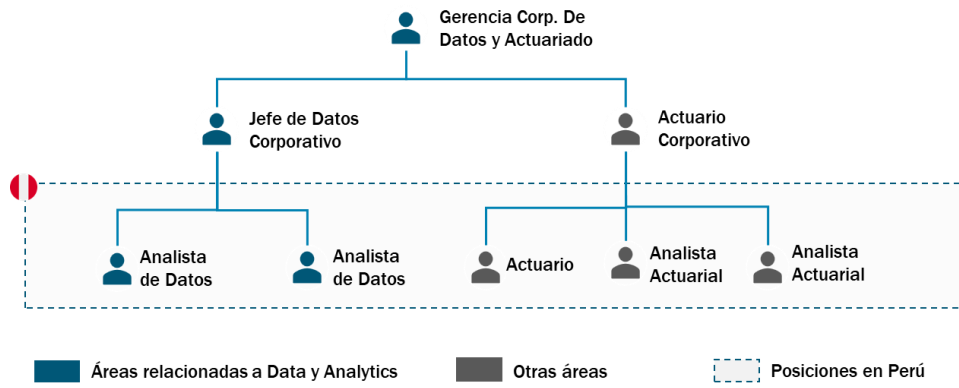 Gerencia Corp. De
Datos y Actuariado
Jefe de Datos
Corporativo
Actuario
Corporativo
Analista
de Datos
Analista
de Datos
Actuario
Analista
Actuarial
Analista
Actuarial
Áreas relacionadas a Data y Analytics
Otras áreas
Posiciones en Perú